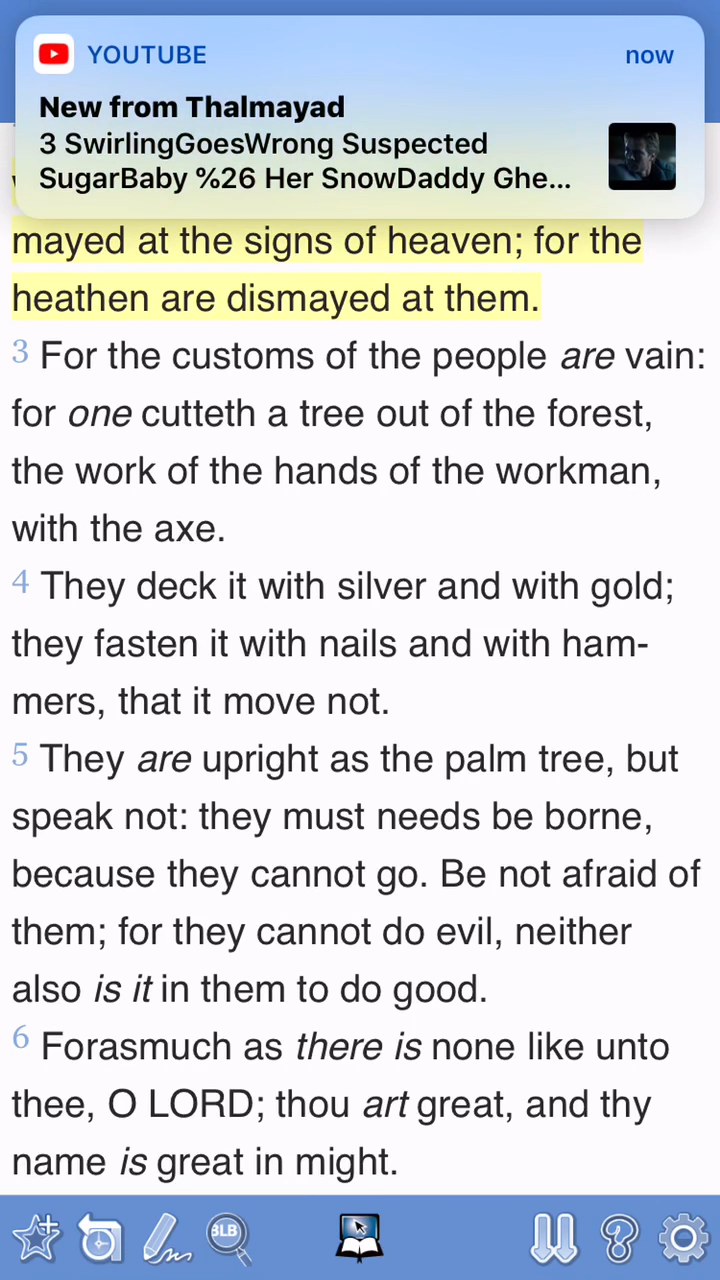 YOUTUBE now
New from Thalmayad
3 SwirlingGoesWrong Suspected
SugarBaby %26 Her SnowDaddy Ghe...
mayed at the signs of heaven; for the
heathen are dismayed at them.
3 For the customs of the people are vain:
for one cutteth a tree out of the forest,
the work of the hands of the workman,
with the axe.
4 They deck it with silver and with gold;
they fasten it with nails and with ham-
mers, that it move not.
5 They are upright as the palm tree, but
speak not: they must needs be borne,
because they cannot go. Be not afraid of
them; for they cannot do evil, neither
also is it in them to do good.
6 Forasmuch as there is none like unto
thee, O LORD; thou art great, and thy
name is great in might.
BLB